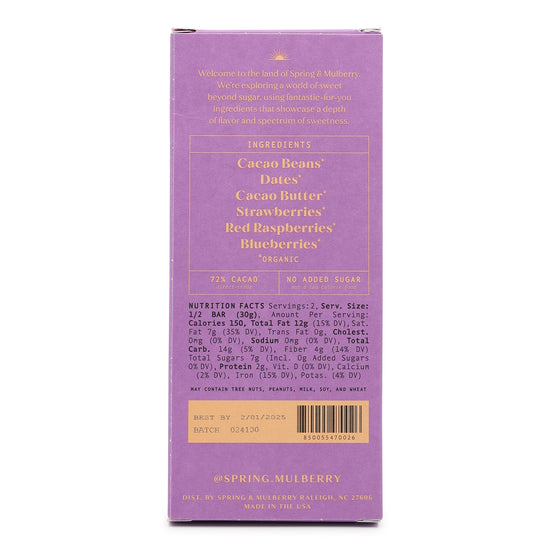 Welcome to the land of Spring & Mulberry.
We're exploring a world of sweet
beyond sugar, using fantastic-for-you
ingredients that showcase a depth
of flavor and spectrum of sweetness.
INGREDIENTS
Cacao Beans*
Dates*
Cacao Butter*
Strawberries*
Red Raspberries*
Blueberries*
*ORGANIC
72% CACAO
direct trade
NO ADDED SUGAR
not a low calorie food
NUTRITION FACTS Servings:2, Serv. Size:
1/2 BAR (30g), Amount Per Serving:
Calories 150, Total Fat 12g (15% DV), Sat.
Fat 7g (35% DV), Trans Fat 0g, Cholest.
0mg (0% DV), Sodium 0mg (0% DV), Total
Carb. 14g (5% DV), Fiber 4g (14% DV)
Total Sugars 7g (Incl. 0g Added Sugars
0% DV), Protein 2g, Vit. D (0% DV), Calcium
(2% DV), Iron (15% DV), Potas. (4% DV)
MAY CONTAIN TREE NUTS, PEANUTS, MILK, SOY, AND WHEAT
BEST BY 2/01/2025
BATCH 024130
850055470026
@SPRING.MULBERRY
DIST. BY SPRING & MULBERRY RALEIGH, NC 27606
MADE IN THE USA